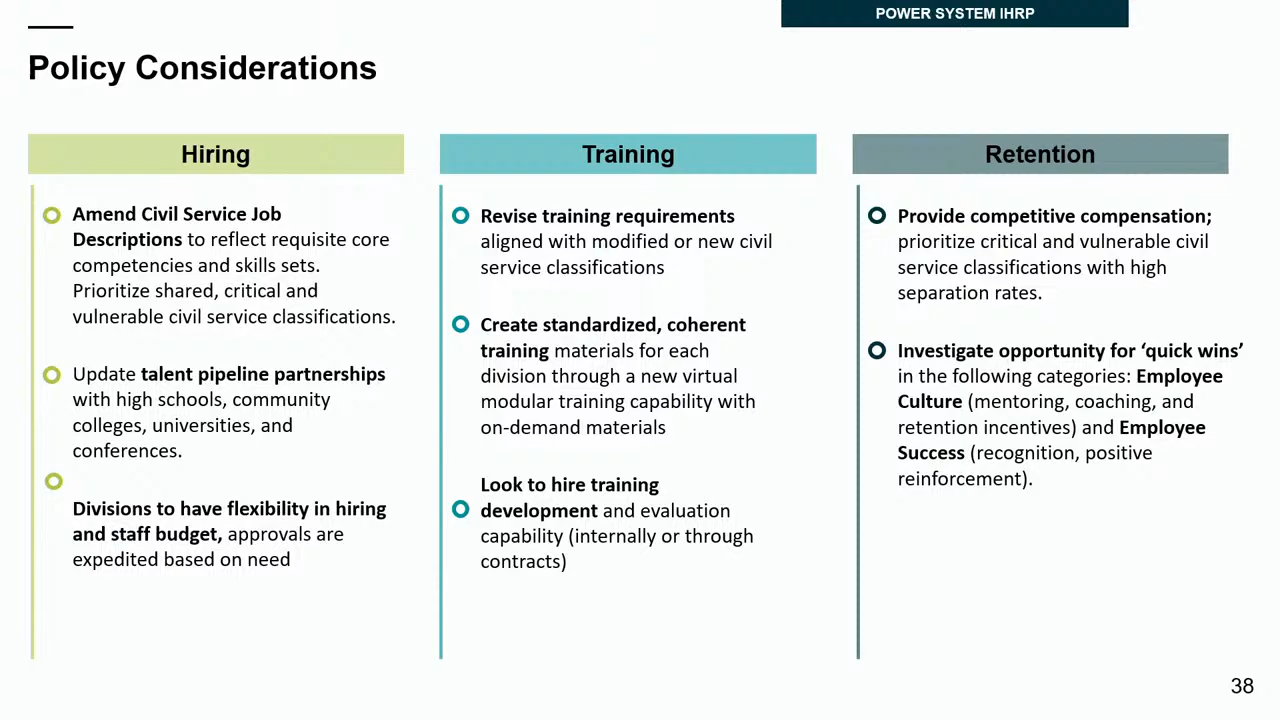 POWER SYSTEM IHRP
Policy Considerations
Hiring
Amend Civil Service Job
Descriptions to reflect requisite core
competencies and skills sets.
Prioritize shared, critical and
vulnerable civil service classifications.
Update talent pipeline partnerships
with high schools, community
colleges, universities, and
conferences.
Divisions to have flexibility in hiring
and staff budget, approvals are
expedited based on need
Training
Revise training requirements
aligned with modified or new civil
service classifications
Create standardized, coherent
training materials for each
division through a new virtual
modular training capability with
on-demand materials
Look to hire training
development and evaluation
capability (internally or through
contracts)
Retention
Provide competitive compensation;
prioritize critical and vulnerable civil
service classifications with high
separation rates.
Investigate opportunity for ‘quick wins’
in the following categories: Employee
Culture (mentoring, coaching, and
retention incentives) and Employee
Success (recognition, positive
reinforcement).
38